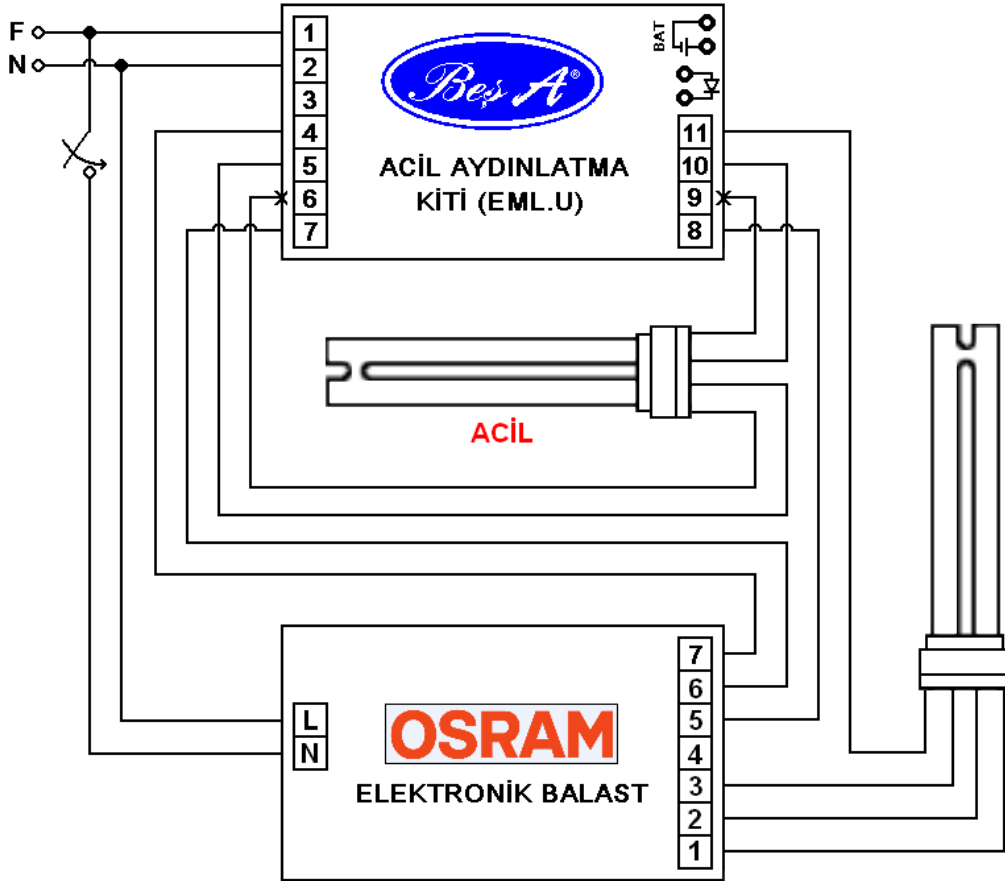 F
N
1
2
3
4
5
6
7
BAT
Beş A®
ACİL AYDINLATMA
KİTİ (EML.U)
11
10
9
8
ACİL
L
N
OSRAM
ELEKTRONİK BALAST
7
6
5
4
3
2
1